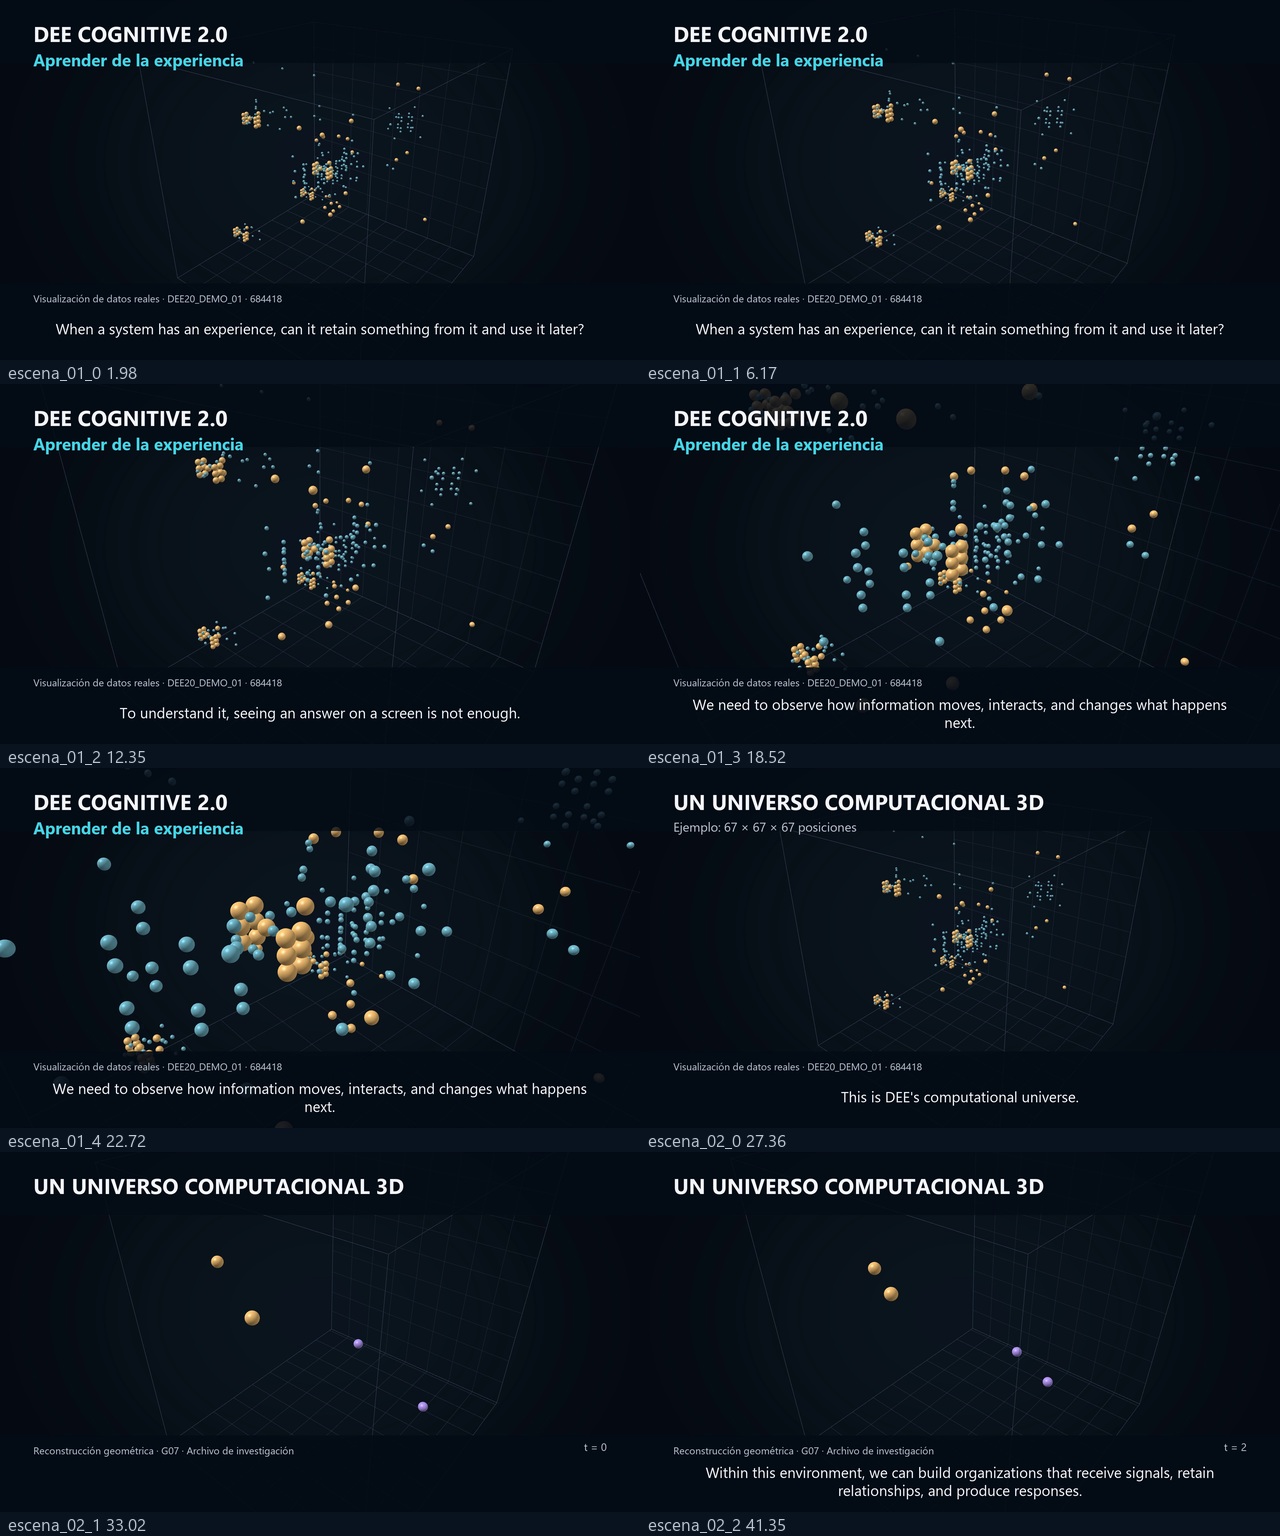 DEE COGNITIVE 2.0
Aprender de la experiencia
Visualización de datos reales · DEE20_DEMO_01 · 684418
When a system has an experience, can it retain something from it and use it later?
escena_01_0 1.98
DEE COGNITIVE 2.0
Aprender de la experiencia
Visualización de datos reales · DEE20_DEMO_01 · 684418
When a system has an experience, can it retain something from it and use it later?
escena_01_1 6.17
DEE COGNITIVE 2.0
Aprender de la experiencia
Visualización de datos reales · DEE20_DEMO_01 · 684418
To understand it, seeing an answer on a screen is not enough.
escena_01_2 12.35
DEE COGNITIVE 2.0
Aprender de la experiencia
Visualización de datos reales · DEE20_DEMO_01 · 684418
We need to observe how information moves, interacts, and changes what happens
next.
escena_01_3 18.52
DEE COGNITIVE 2.0
Aprender de la experiencia
Visualización de datos reales · DEE20_DEMO_01 · 684418
We need to observe how information moves, interacts, and changes what happens
next.
escena_01_4 22.72
UN UNIVERSO COMPUTACIONAL 3D
Ejemplo: 67 × 67 × 67 posiciones
Visualización de datos reales · DEE20_DEMO_01 · 684418
This is DEE's computational universe.
escena_02_0 27.36
UN UNIVERSO COMPUTACIONAL 3D
t = 0
Reconstrucción geométrica · G07 · Archivo de investigación
escena_02_1 33.02
UN UNIVERSO COMPUTACIONAL 3D
t = 2
Reconstrucción geométrica · G07 · Archivo de investigación
Within this environment, we can build organizations that receive signals, retain
relationships, and produce responses.
escena_02_2 41.35